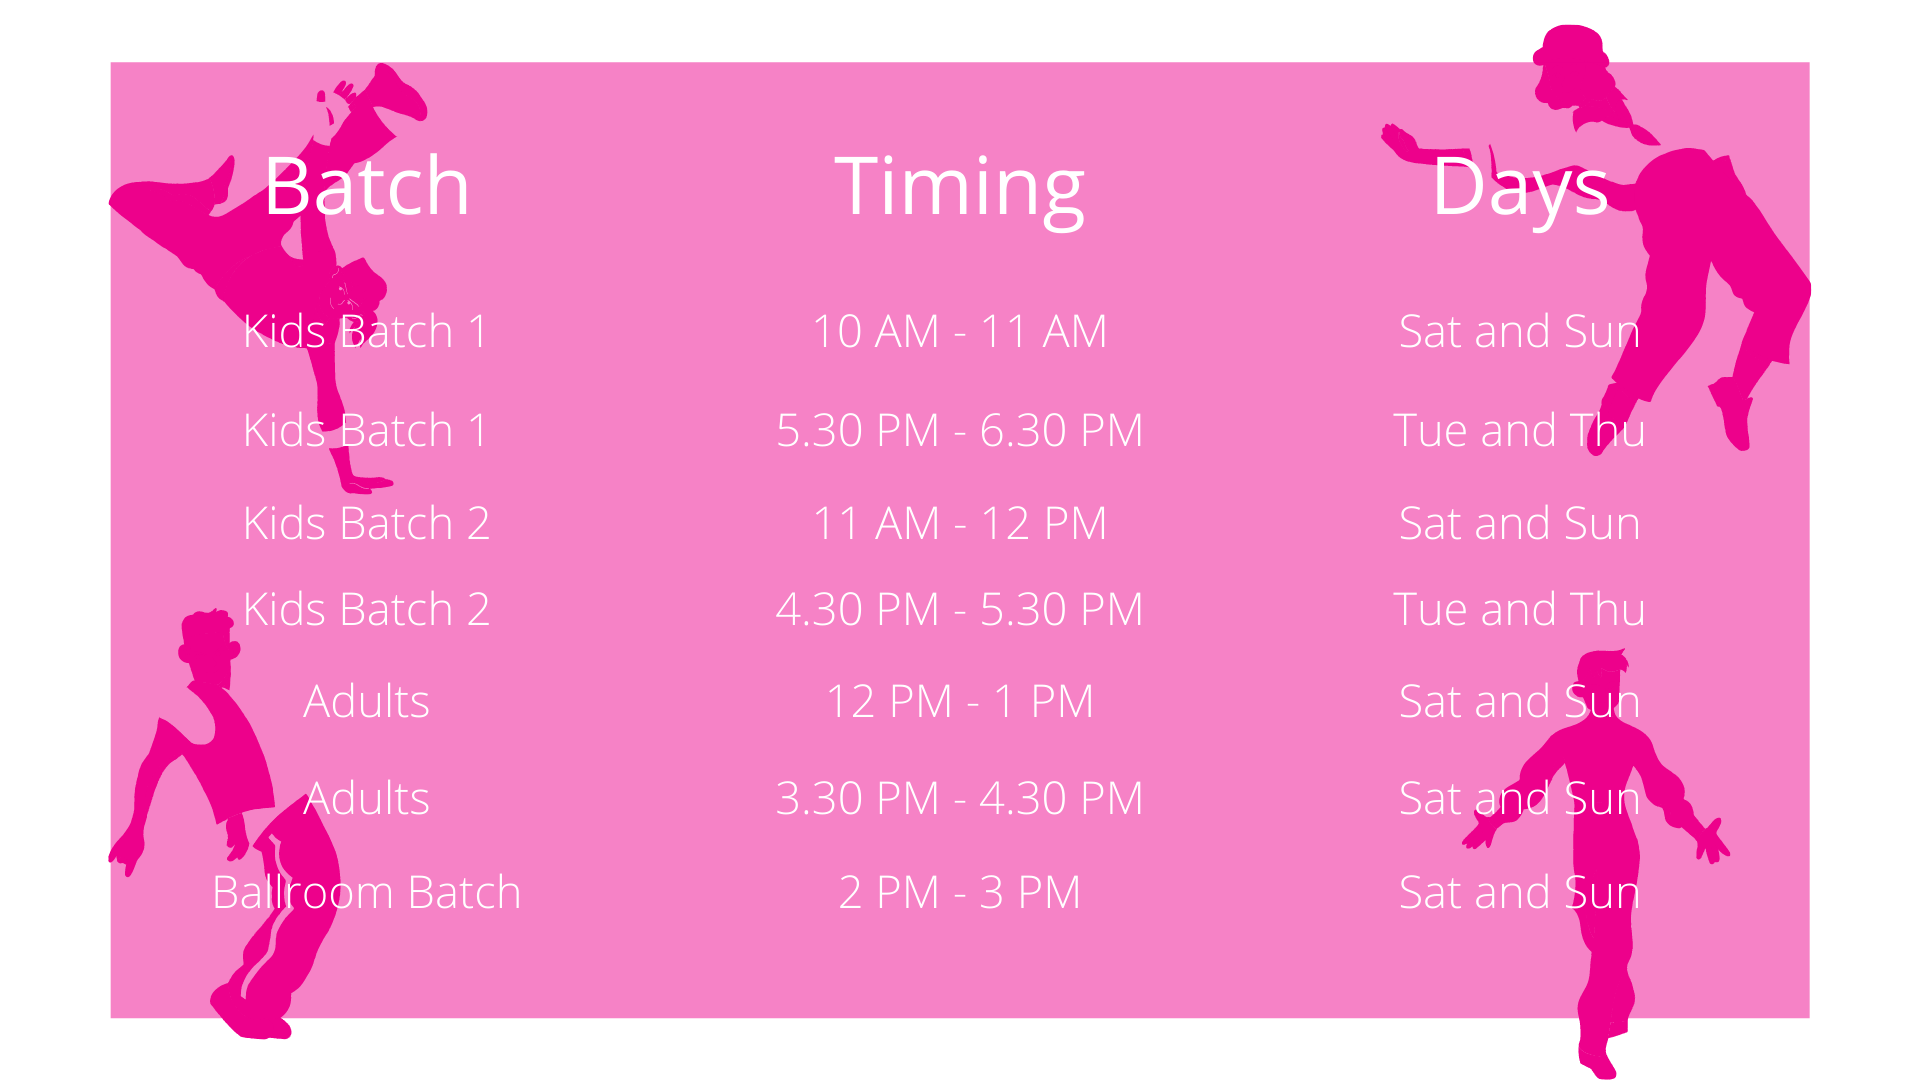 Batch Timing Days
Kids Batch 1 10 AM - 11 AM Sat and Sun
Kids Batch 1 5.30 PM - 6.30 PM Tue and Thu
Kids Batch 2 11 AM - 12 PM Sat and Sun
Kids Batch 2 4.30 PM - 5.30 PM Tue and Thu
Adults 12 PM - 1 PM Sat and Sun
Adults 3.30 PM - 4.30 PM Sat and Sun
Ballroom Batch 2 PM - 3 PM Sat and Sun